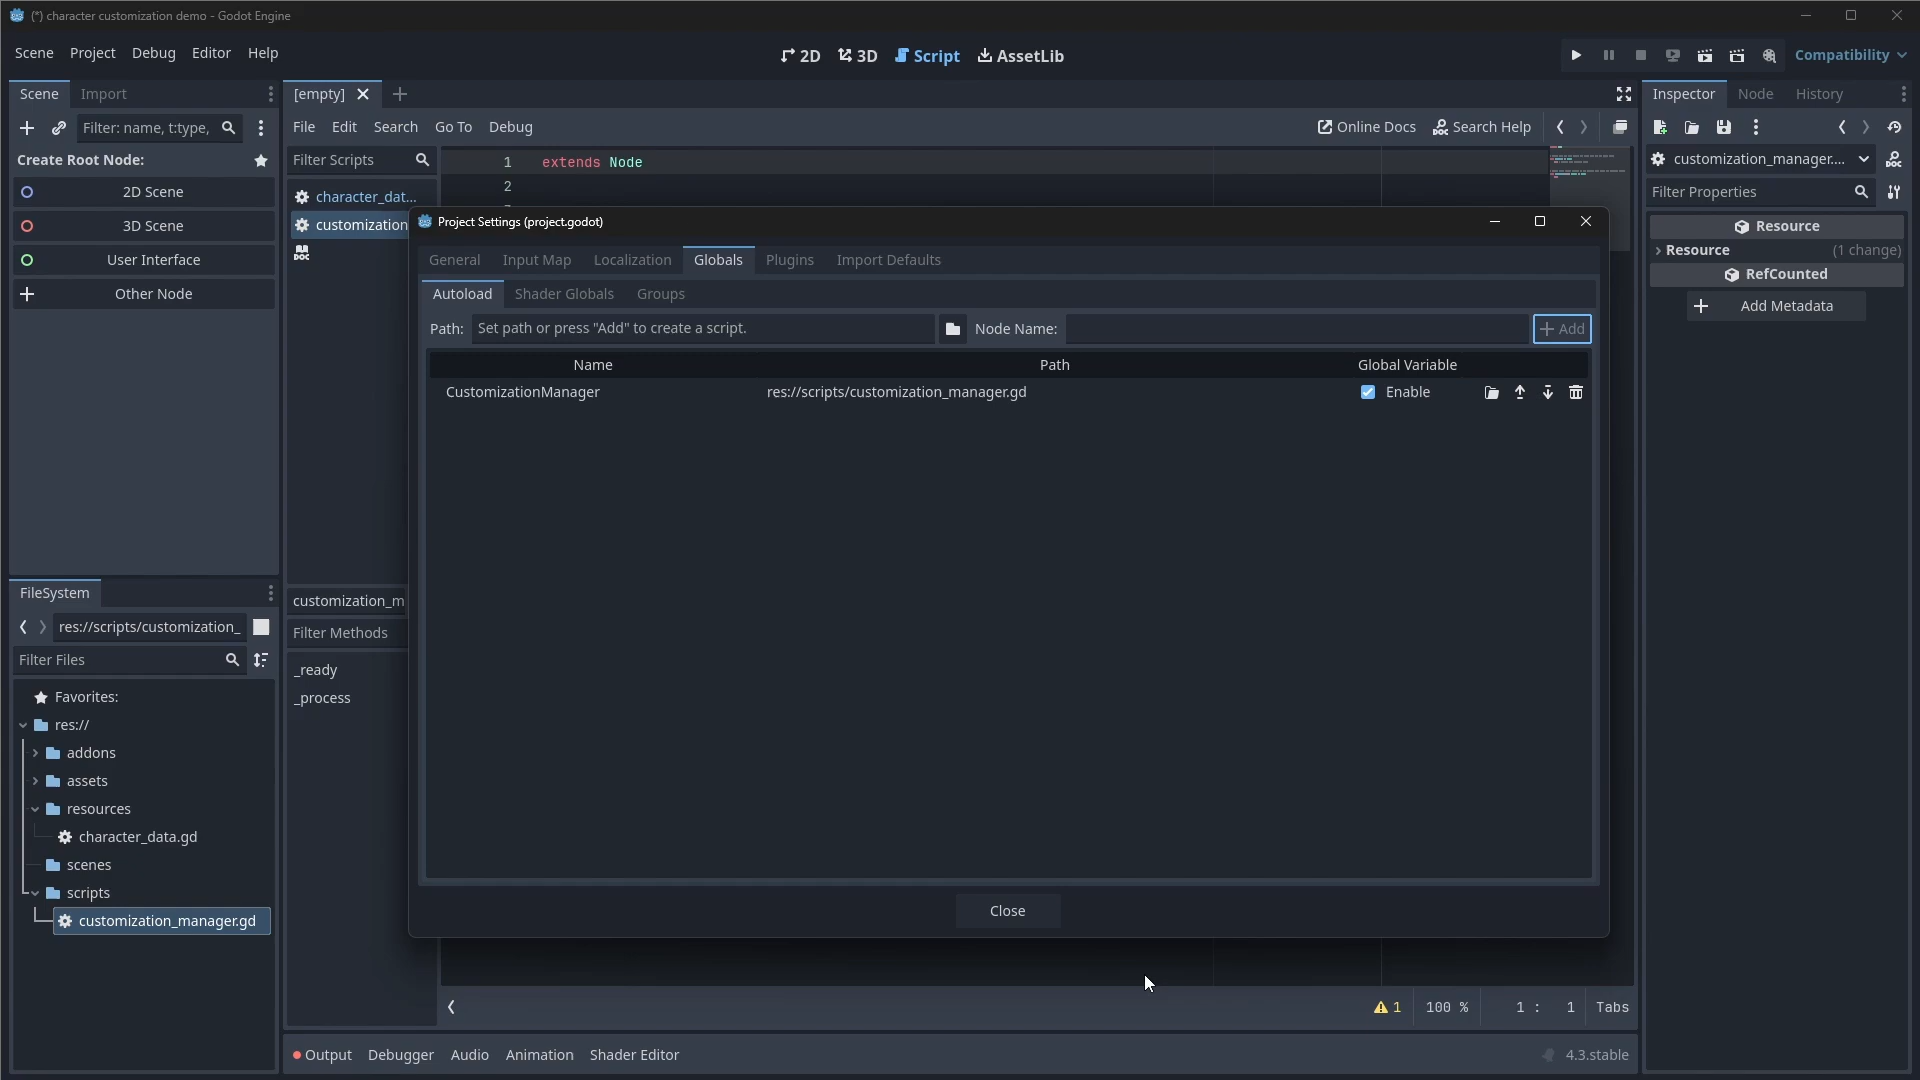 (*) character customization demo - Godot Engine
Scene Project Debug Editor Help
2D 3D Script AssetLib
Compatibility
Scene Import
Filter: name, t:type,
Create Root Node:
2D Scene
3D Scene
User Interface
Other Node
FileSystem
res://scripts/customization_
Filter Files
Favorites:
res://
addons
assets
resources
character_data.gd
scenes
scripts
customization_manager.gd
[empty]
File Edit Search Go To Debug
Online Docs Search Help
Filter Scripts
character_dat...
customization
DOC
customization_m
Filter Methods
_ready
_process
1 extends Node
2
Project Settings (project.godot)
General Input Map Localization Globals Plugins Import Defaults
Autoload Shader Globals Groups
Path: Set path or press "Add" to create a script. Node Name: Add
Name Path Global Variable
CustomizationManager res://scripts/customization_manager.gd Enable
Close
1 100 % 1 : 1 Tabs
Output Debugger Audio Animation Shader Editor
4.3.stable
Inspector Node History
customization_manager....
DOC
Filter Properties
Resource
Resource (1 change)
RefCounted
Add Metadata